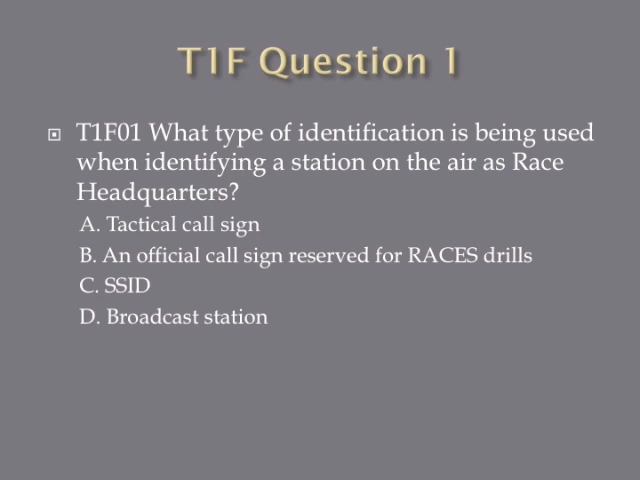 T1F Question 1
T1F01 What type of identification is being used
when identifying a station on the air as Race
Headquarters?
A. Tactical call sign
B. An official call sign reserved for RACES drills
C. SSID
D. Broadcast station